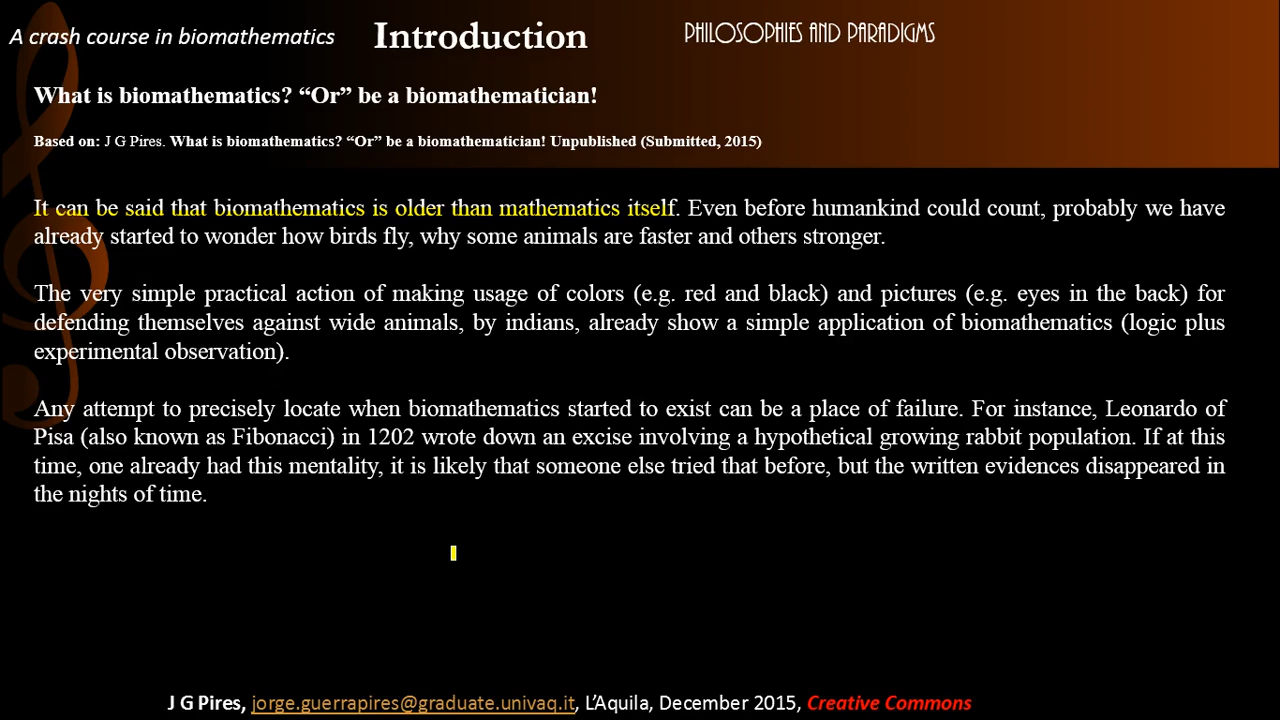 A crash course in biomathematics
Introduction
PHILOSOPHIES AND PARADIGMS
What is biomathematics? “Or” be a biomathematician!
Based on: J G Pires. What is biomathematics? “Or” be a biomathematician! Unpublished (Submitted, 2015)
It can be said that biomathematics is older than mathematics itself. Even before humankind could count, probably we have
already started to wonder how birds fly, why some animals are faster and others stronger.
The very simple practical action of making usage of colors (e.g. red and black) and pictures (e.g. eyes in the back) for
defending themselves against wide animals, by indians, already show a simple application of biomathematics (logic plus
experimental observation).
Any attempt to precisely locate when biomathematics started to exist can be a place of failure. For instance, Leonardo of
Pisa (also known as Fibonacci) in 1202 wrote down an excise involving a hypothetical growing rabbit population. If at this
time, one already had this mentality, it is likely that someone else tried that before, but the written evidences disappeared in
the nights of time.
J G Pires, jorge.guerrapires@graduate.univaq.it, L’Aquila, December 2015, Creative Commons